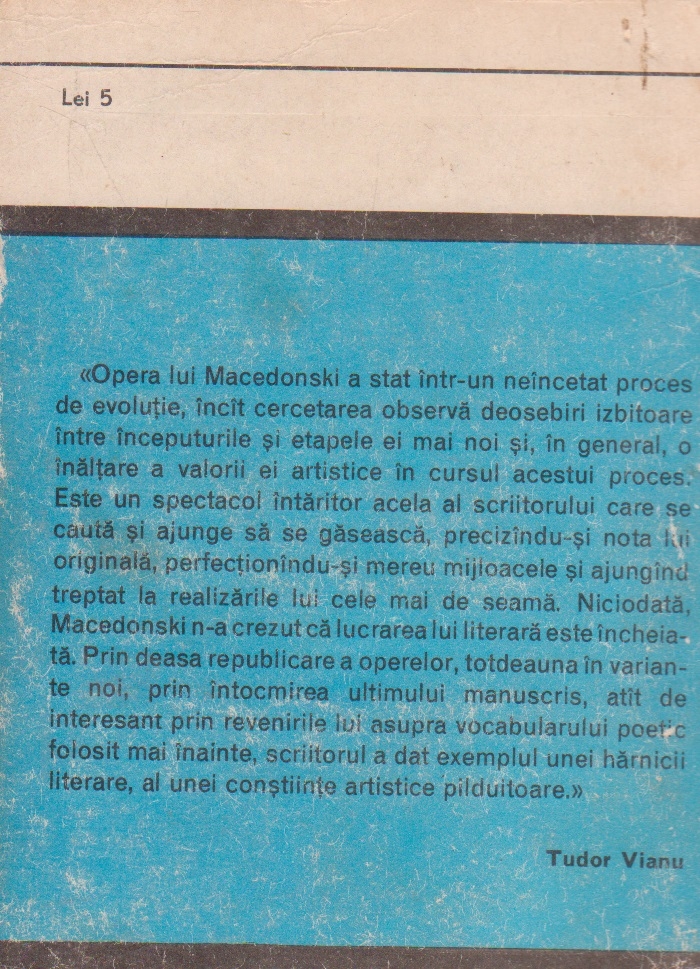 Lei 5
«Opera lui Macedonski a stat într-un neîncetat proces
de evoluție, încît cercetarea observă deosebiri izbitoare
între începuturile și etapele ei mai noi și, în general, o
înălțare a valorii ei artistice în cursul acestui proces.
Este un spectacol întăritor acela al scriitorului care se
caută și ajunge să se găsească, precizîndu-și nota lui
originală, perfecționîndu-și mereu mijloacele și ajungînd
treptat la realizările lui cele mai de seamă. Niciodată,
Macedonski n-a crezut că lucrarea lui literară este încheia-
tă. Prin deasa republicare a operelor, totdeauna în varian-
te noi, prin întocmirea ultimului manuscris, atît de
interesant prin revenirile lui asupra vocabularului poetic
folosit mai înainte, scriitorul a dat exemplul unei hărnicii
literare, al unei conștiințe artistice pilduitoare.»
Tudor Vianu